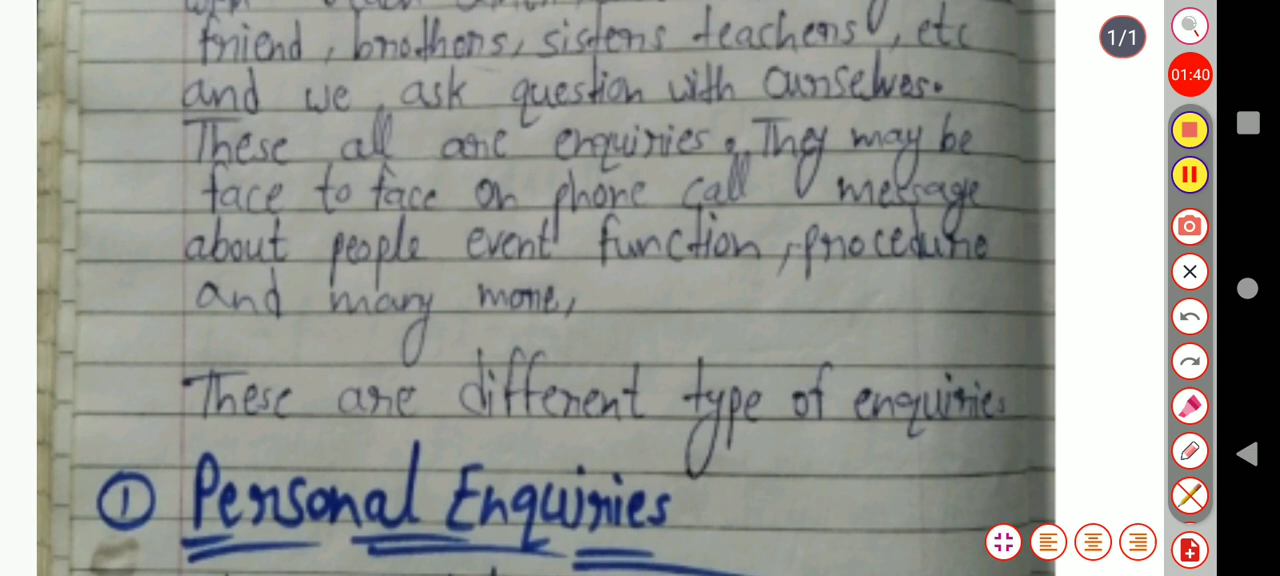 friend, brothers, sisters teachers, etc
and we ask question with ourselves.
These all are enquiries. They may be
face to face on phone call message
about people event function, procedure
and many more,
These are different type of enquiries
① Personal Enquiries
1/1
01:40